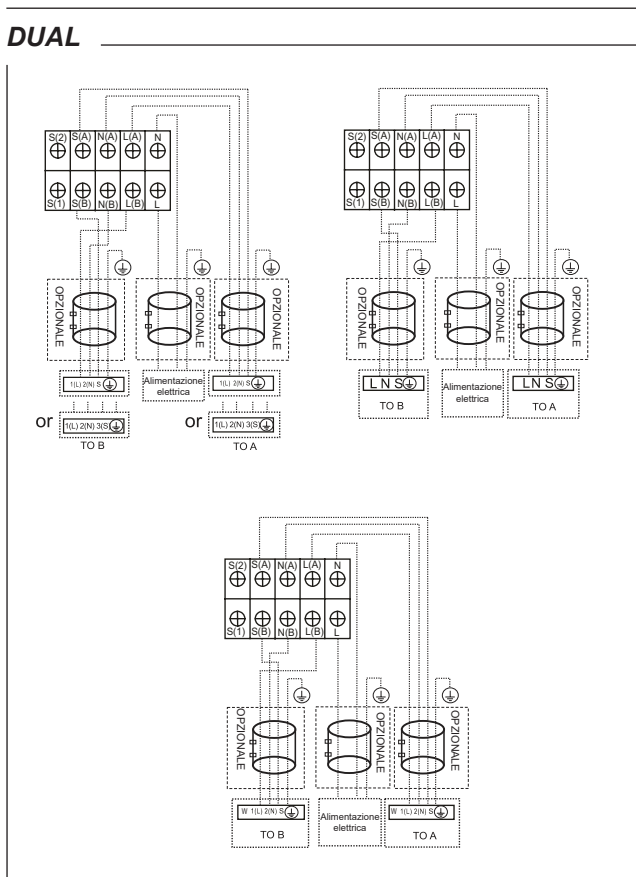 DUAL
S(2) S(A) N(A) L(A) N
S(1) S(B) N(B) L(B) L
OPZIONALE
OPZIONALE
OPZIONALE
1(L) 2(N) S
Alimentazione
elettrica
1(L) 2(N) S
or
1(L) 2(N) 3(S)
or
1(L) 2(N) 3(S)
TO B
TO A
S(2) S(A) N(A) L(A) N
S(1) S(B) N(B) L(B) L
OPZIONALE
OPZIONALE
OPZIONALE
L N S
TO B
Alimentazione
elettrica
L N S
TO A
S(2) S(A) N(A) L(A) N
S(1) S(B) N(B) L(B) L
OPZIONALE
OPZIONALE
OPZIONALE
W 1(L) 2(N) S
TO B
Alimentazione
elettrica
W 1(L) 2(N) S
TO A